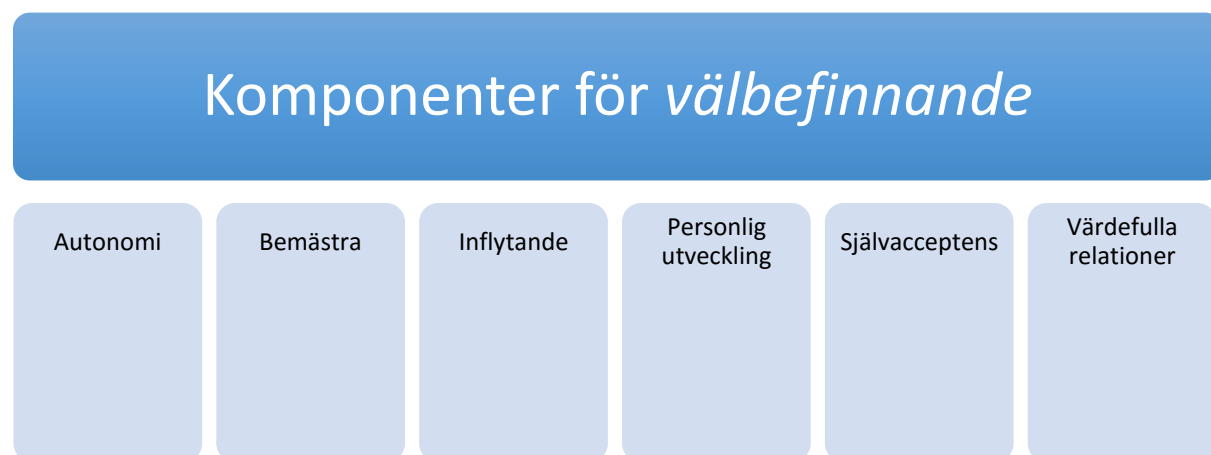 Komponenter för välbefinnande
Autonomi
Bemästra
Inflytande
Personlig
utveckling
Självacceptens
Värdefulla
relationer